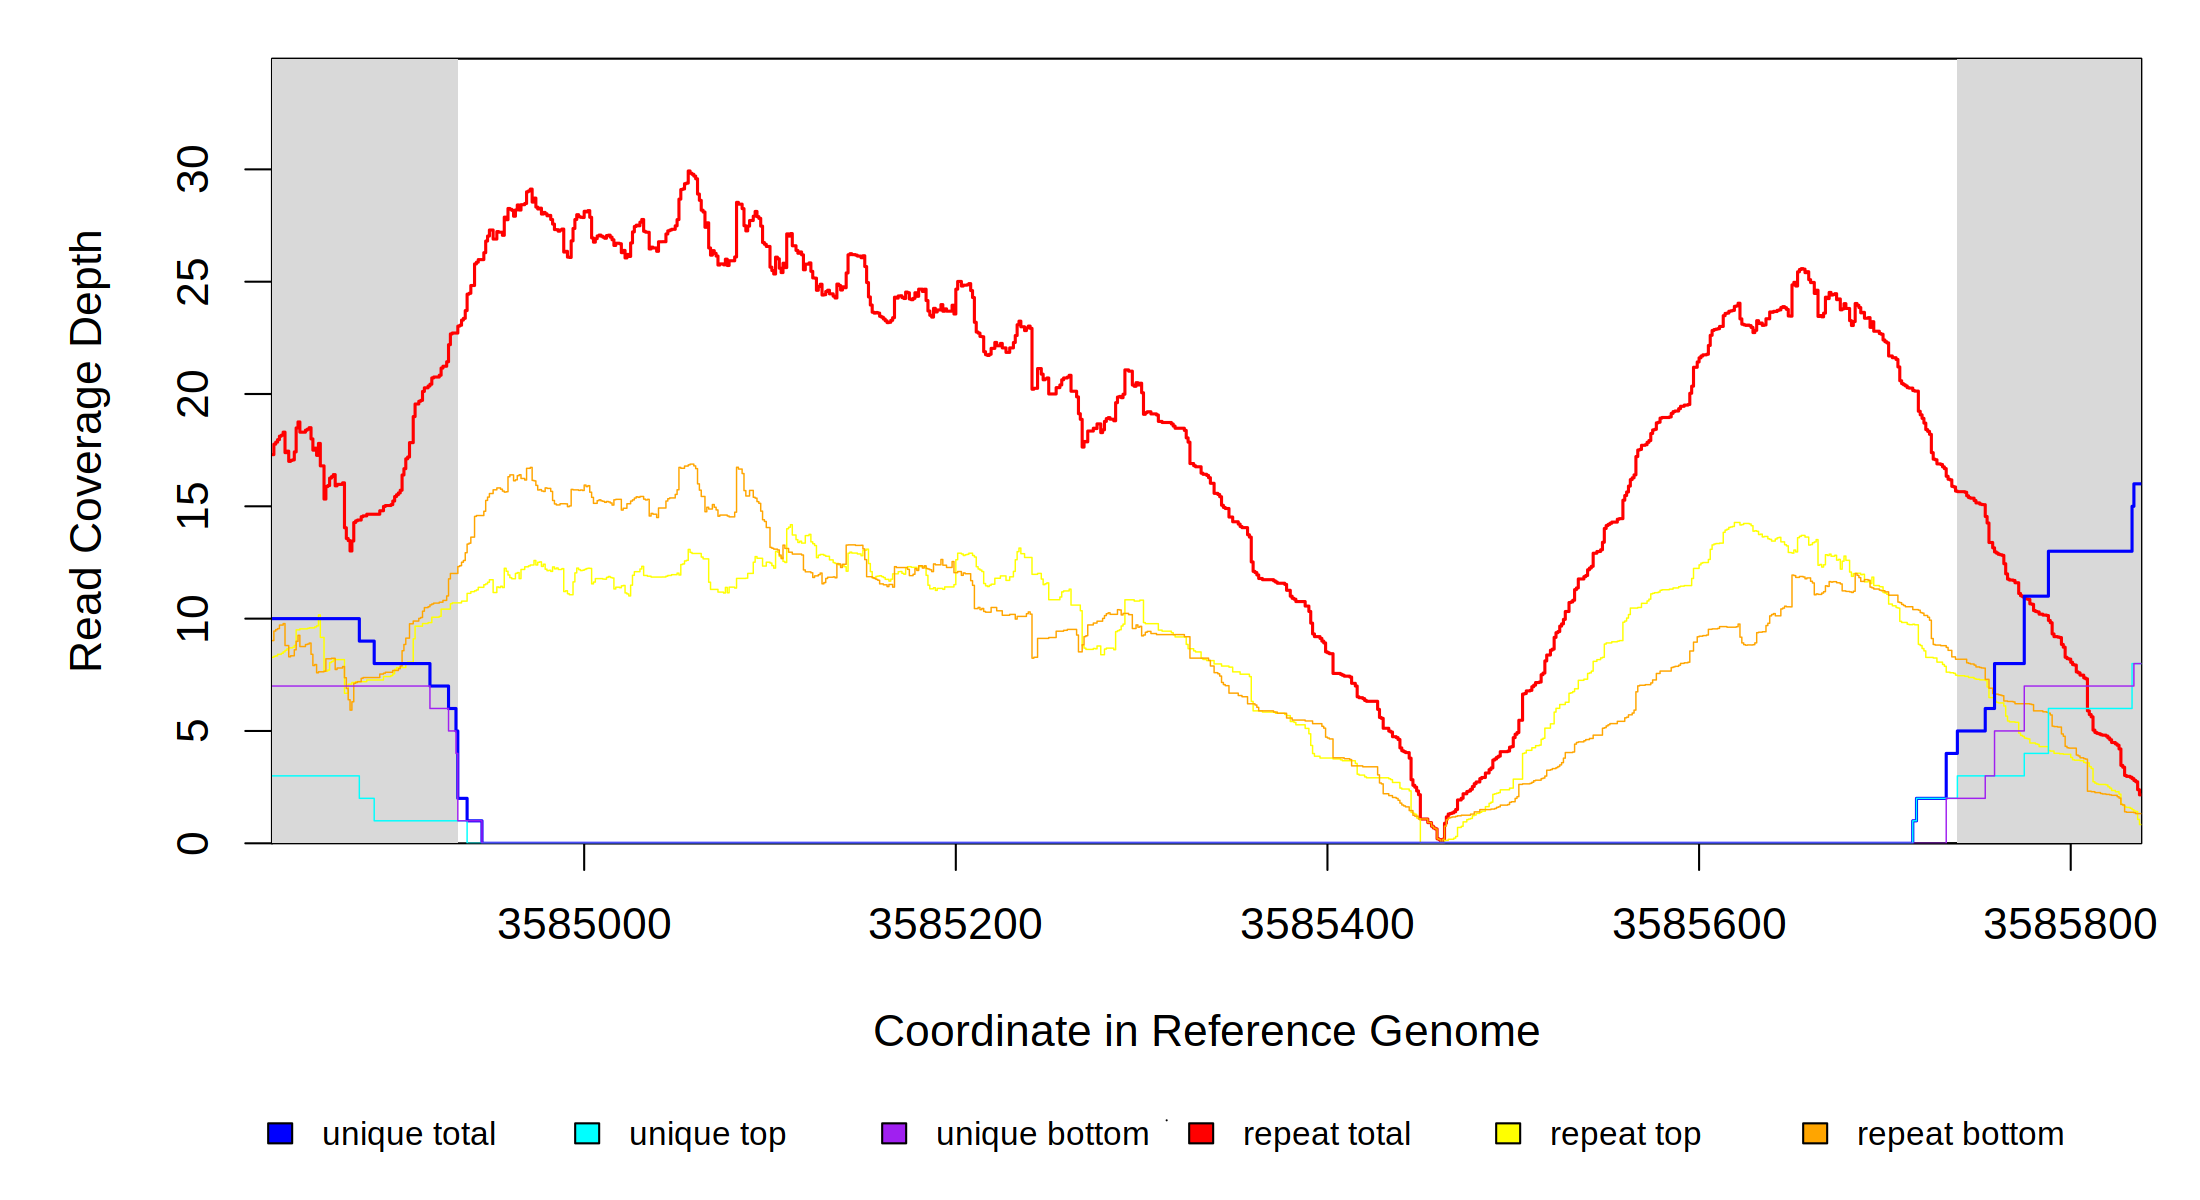 Read Coverage Depth
30
25
20
15
10
5
0
3585000 3585200 3585400 3585600 3585800
Coordinate in Reference Genome
unique total unique top unique bottom repeat total repeat top repeat bottom